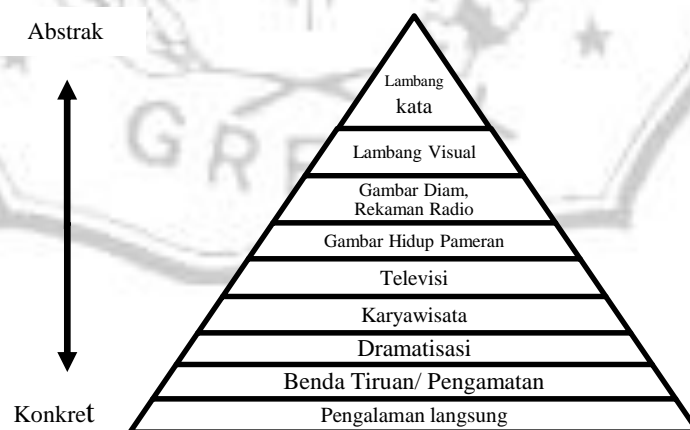 Abstrak
Lambang
kata
Lambang Visual
Gambar Diam,
Rekaman Radio
Gambar Hidup Pameran
Televisi
Karyawisata
Dramatisasi
Benda Tiruan/ Pengamatan
Konkret
Pengalaman langsung